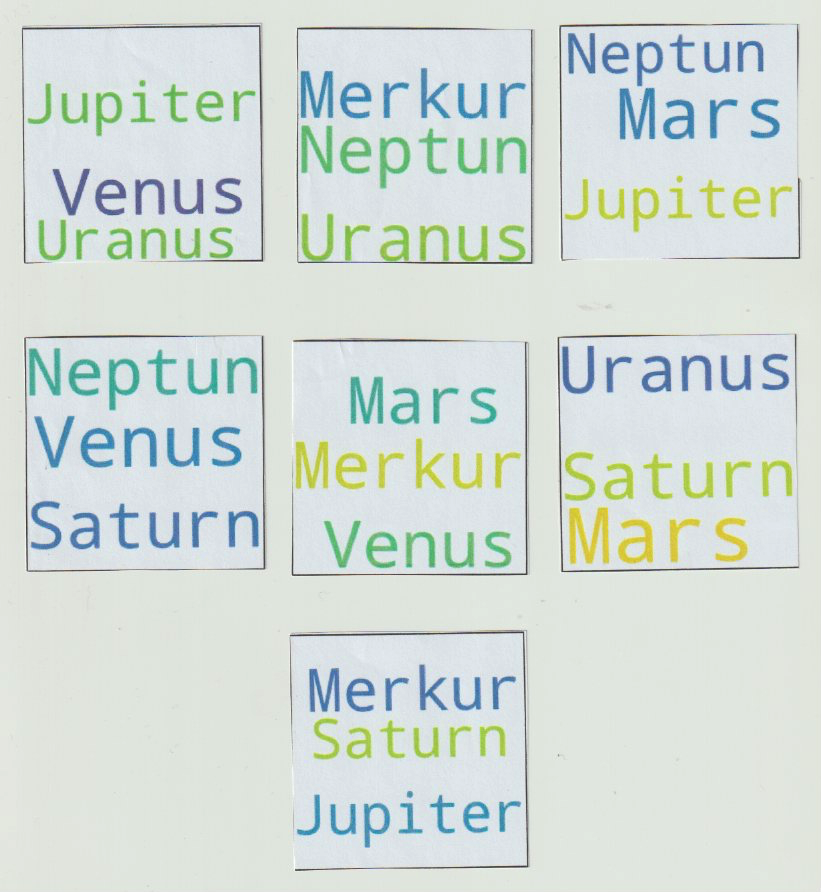 Jupiter
Venus
Uranus
Merkur
Neptun
Uranus
Neptun
Mars
Jupiter
Neptun
Venus
Saturn
Mars
Merkur
Venus
Uranus
Saturn
Mars
Merkur
Saturn
Jupiter